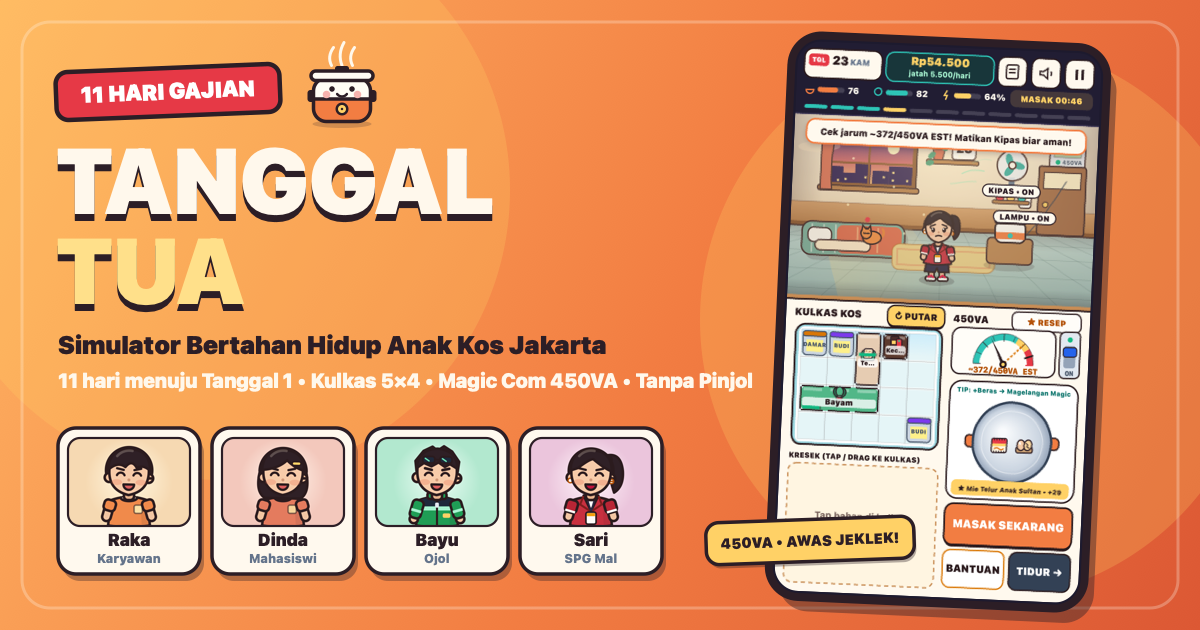 11 HARI GAJIAN
TANGGAL
TUA
Simulator Bertahan Hidup Anak Kos Jakarta
11 hari menuju Tanggal 1 • Kulkas 5×4 • Magic Com 450VA • Tanpa Pinjol
Raka
Karyawan
Dinda
Mahasiswi
Bayu
Ojol
Sari
SPG Mal
TGL 23 KAM
Rp54.500
jatah 5.500/hari
76
82
64%
MASAK 00:46
Cek jarum ~372/450VA EST! Matikan Kipas biar aman!
450VA
KIPAS • ON
LAMPU • ON
KULKAS KOS
PUTAR
450VA
★ RESEP
DAMAR
BUDI
Te...
Kec...
Bayam
BUDI
~372/450VA EST
ON
TIP: +Beras → Magelangan Magic
★ Mie Telur Anak Sultan • +29
KRESEK (TAP / DRAG KE KULKAS)
MASAK SEKARANG
BANTUAN
TIDUR →
450VA • AWAS JEKLEK!